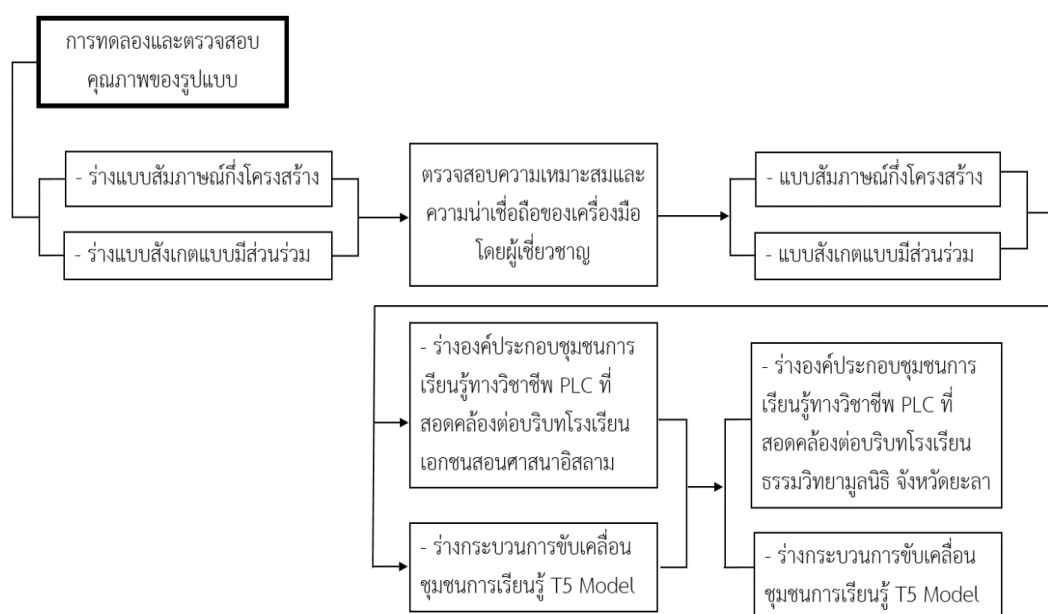 การทดลองและตรวจสอบ
คุณภาพของรูปแบบ
- ร่างแบบสัมภาษณ์กึ่งโครงสร้าง
- ร่างแบบสังเกตแบบมีส่วนร่วม
ตรวจสอบความเหมาะสมและ
ความน่าเชื่อถือของเครื่องมือ
โดยผู้เชี่ยวชาญ
- แบบสัมภาษณ์กึ่งโครงสร้าง
- แบบสังเกตแบบมีส่วนร่วม
- ร่างองค์ประกอบชุมชนการ
เรียนรู้ทางวิชาชีพ PLC ที่
สอดคล้องต่อบริบทโรงเรียน
เอกชนสอนศาสนาอิสลาม
- ร่างกระบวนการขับเคลื่อน
ชุมชนการเรียนรู้ T5 Model
- ร่างองค์ประกอบชุมชนการ
เรียนรู้ทางวิชาชีพ PLC ที่
สอดคล้องต่อบริบทโรงเรียน
ธรรมวิทยามูลนิธิ จังหวัดยะลา
- ร่างกระบวนการขับเคลื่อน
ชุมชนการเรียนรู้ T5 Model